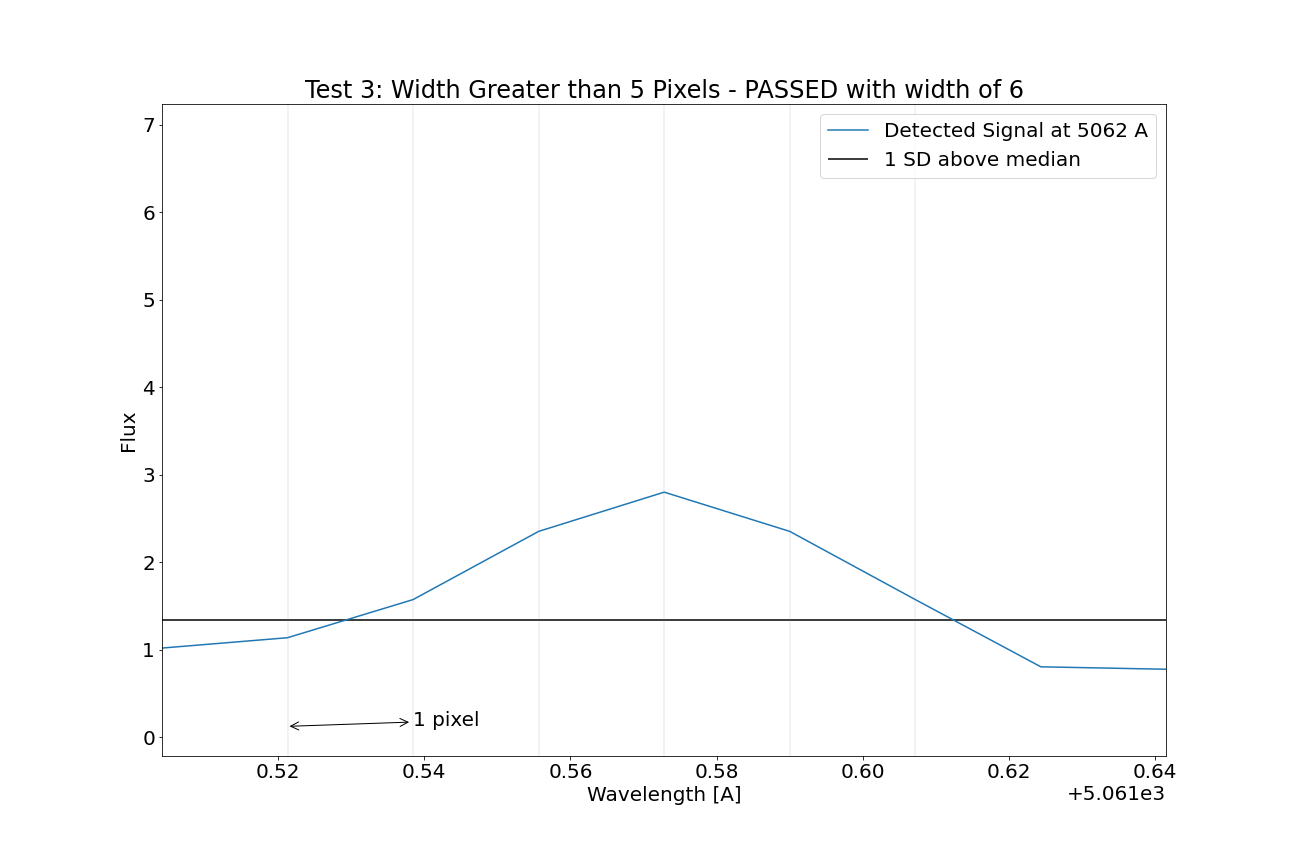 Test 3: Width Greater than 5 Pixels - PASSED with width of 6
Detected Signal at 5062 A
1 SD above median
7
6
5
4
3
2
1
0
Flux
1 pixel
0.52 0.54 0.56 0.58 0.60 0.62 0.64
Wavelength [A]
+5.061e3